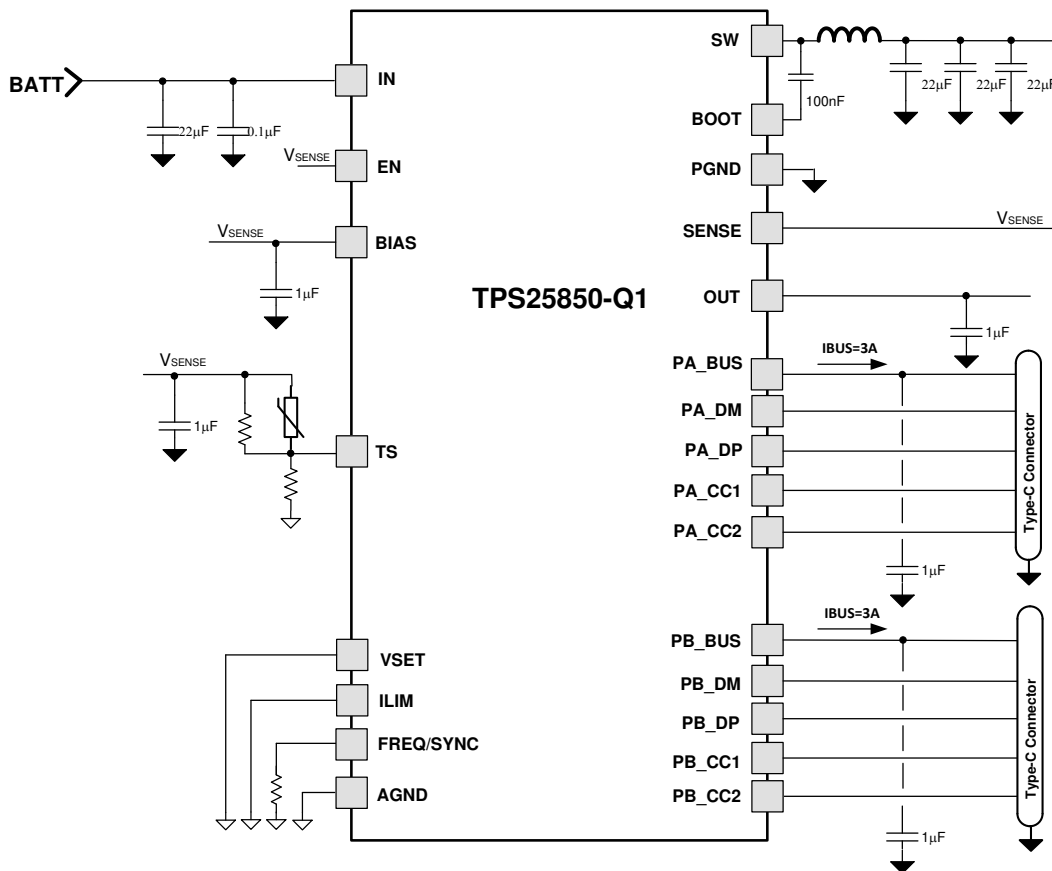 SW
IN
BATT
22µF
0.1µF
100nF
22µF
22µF
22µF
BOOT
VSENSE
EN
PGND
VSENSE
BIAS
SENSE
VSENSE
1µF
TPS25850-Q1
OUT
1µF
VSENSE
1µF
TS
PA_BUS
IBUS=3A
PA_DM
PA_DP
PA_CC1
PA_CC2
Type-C Connector
1µF
VSET
ILIM
FREQ/SYNC
AGND
PB_BUS
IBUS=3A
PB_DM
PB_DP
PB_CC1
PB_CC2
Type-C Connector
1µF